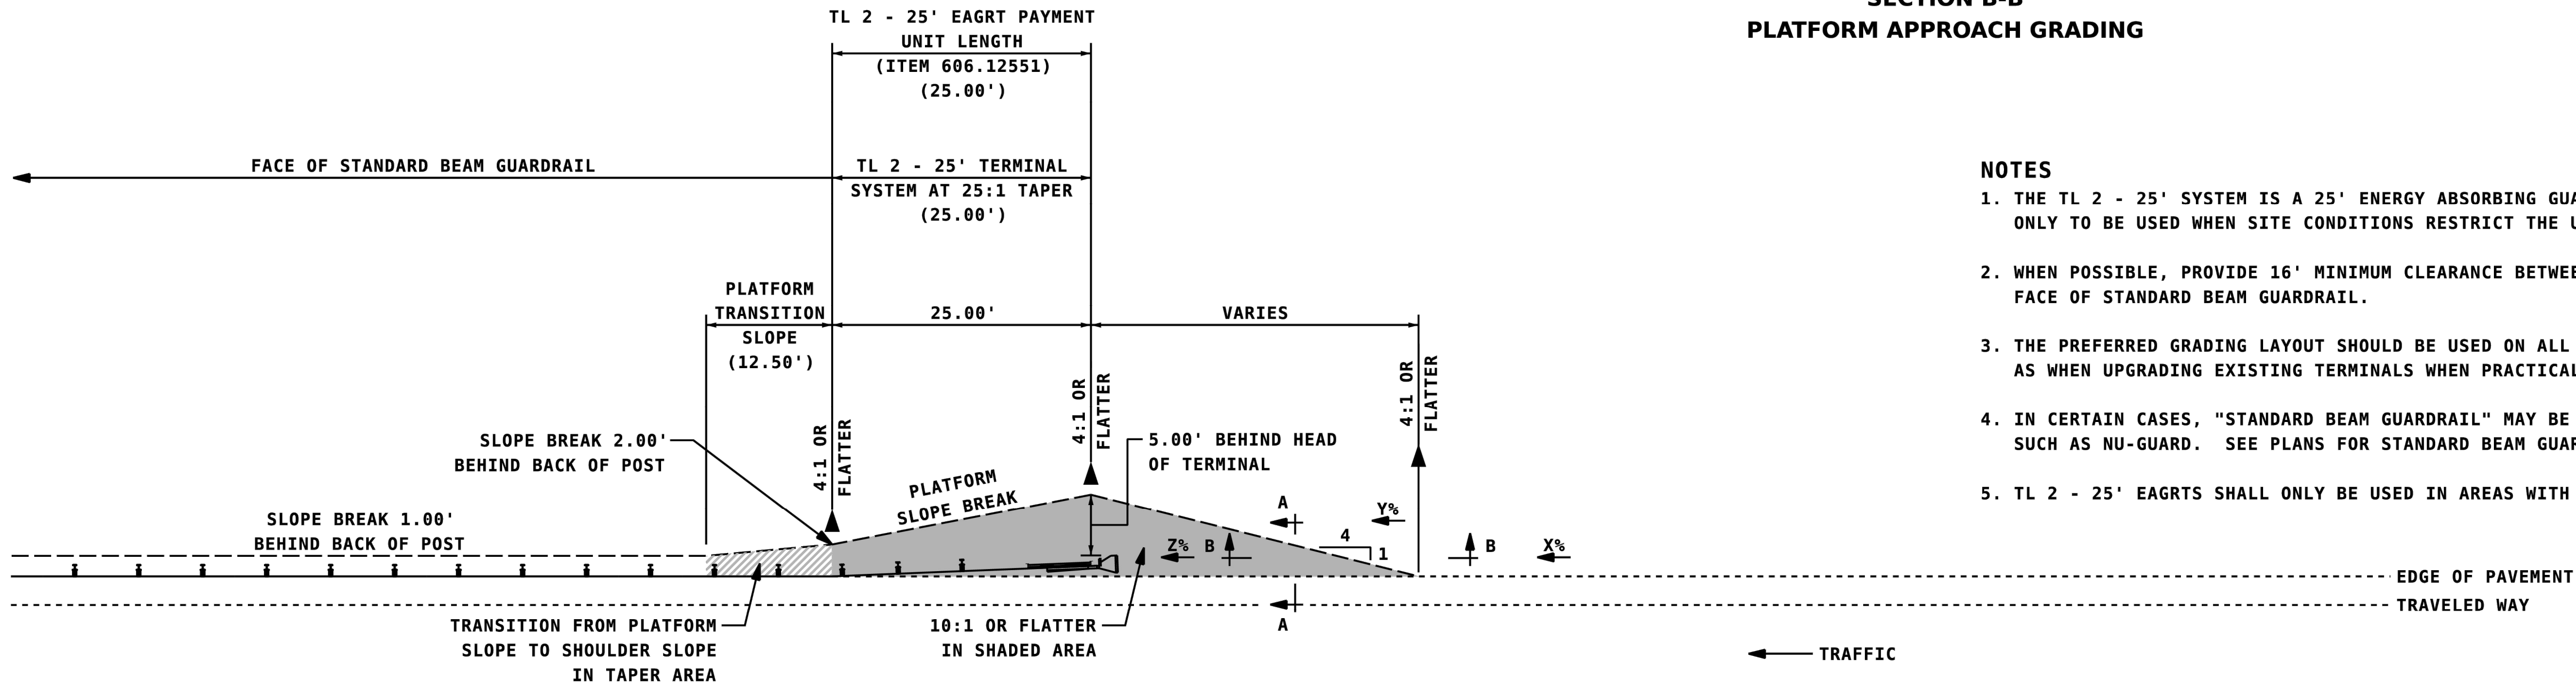 SECTION B-B
PLATFORM APPROACH GRADING
TL 2 - 25' EAGRT PAYMENT
UNIT LENGTH
(ITEM 606.12551)
(25.00')
FACE OF STANDARD BEAM GUARDRAIL
TL 2 - 25' TERMINAL
SYSTEM AT 25:1 TAPER
(25.00')
PLATFORM
TRANSITION
SLOPE
(12.50')
25.00'
VARIES
4:1 OR
FLATTER
4:1 OR
FLATTER
4:1 OR
FLATTER
SLOPE BREAK 2.00'
BEHIND BACK OF POST
5.00' BEHIND HEAD
OF TERMINAL
PLATFORM
SLOPE BREAK
SLOPE BREAK 1.00'
BEHIND BACK OF POST
A
Y%
4
1
Z%
B
B
X%
EDGE OF PAVEMENT
TRAVELED WAY
A
TRANSITION FROM PLATFORM
SLOPE TO SHOULDER SLOPE
IN TAPER AREA
10:1 OR FLATTER
IN SHADED AREA
TRAFFIC
NOTES
1. THE TL 2 - 25' SYSTEM IS A 25' ENERGY ABSORBING
ONLY TO BE USED WHEN SITE CONDITIONS RESTRICT THE
2. WHEN POSSIBLE, PROVIDE 16' MINIMUM CLEARANCE
FACE OF STANDARD BEAM GUARDRAIL.
3. THE PREFERRED GRADING LAYOUT SHOULD BE USED ON ALL
AS WHEN UPGRADING EXISTING TERMINALS WHEN
4. IN CERTAIN CASES, "STANDARD BEAM GUARDRAIL" MAY BE
SUCH AS NU-GUARD. SEE PLANS FOR STANDARD BEAM
5. TL 2 - 25' EAGRTS SHALL ONLY BE USED IN AREAS WITH